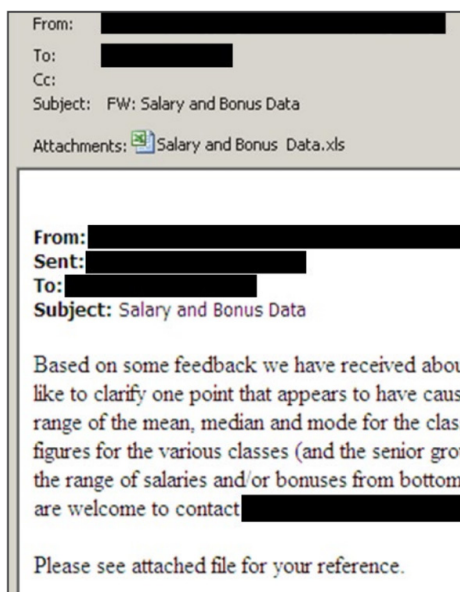 From:
To:
Cc:
Subject: FW: Salary and Bonus Data
Attachments: Salary and Bonus Data.xls
From:
Sent:
To:
Subject: Salary and Bonus Data
Based on some feedback we have received abou
like to clarify one point that appears to have caus
range of the mean, median and mode for the clas
figures for the various classes (and the senior gro
the range of salaries and/or bonuses from bottom
are welcome to contact
Please see attached file for your reference.